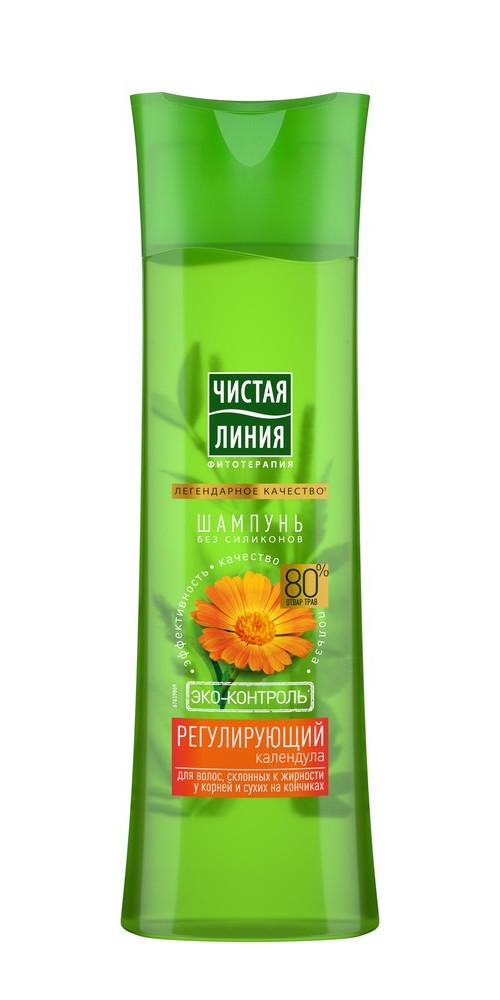 ЧИСТАЯ
ЛИНИЯ
ФИТОТЕРАПИЯ
ЛЕГЕНДАРНОЕ КАЧЕСТВО¹
ШАМПУНЬ
БЕЗ СИЛИКОНОВ
эффективность • качество • польза
80%
ОТВАР ТРАВ
ЭКО-КОНТРОЛЬ
РЕГУЛИРУЮЩИЙ
календула
для волос, склонных к жирности
у корней и сухих на кончиках